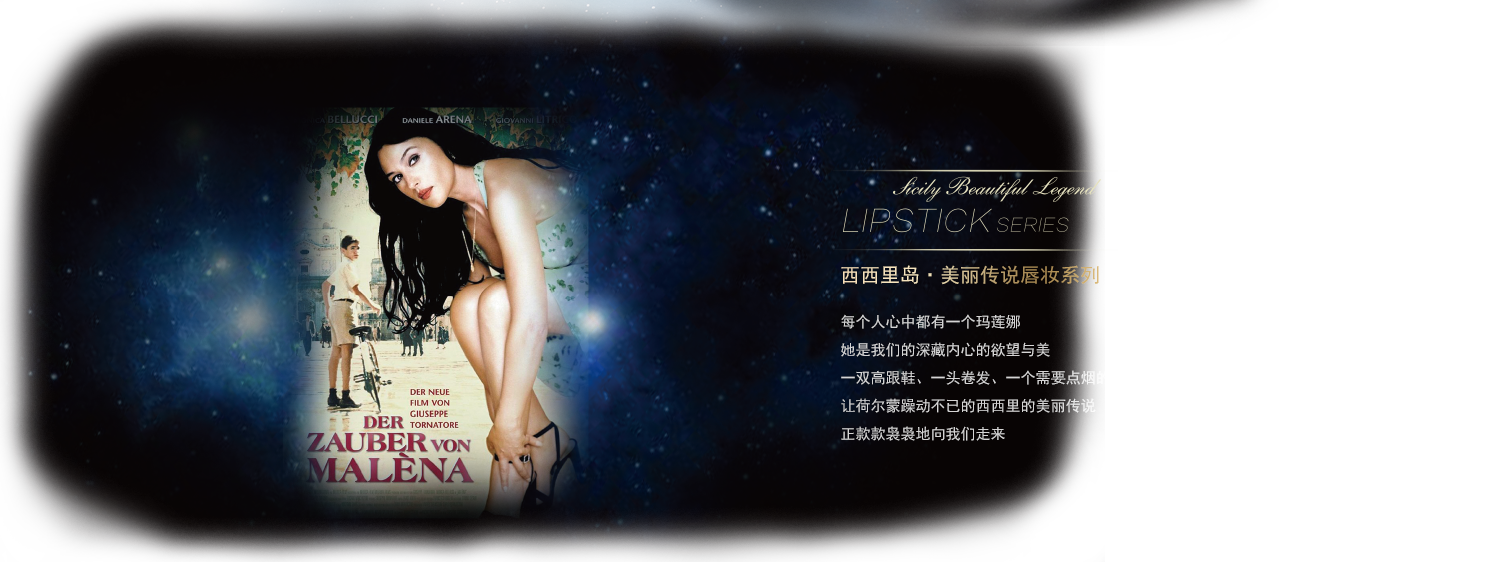 BELLUCCI DANIELE ARENA GIOVANNI
DER NEUE
FILM VON
GIUSEPPE
TORNATORE
DER
ZAUBER VON
MALÈNA
Sicily Beautiful Legend
LIPSTICK SERIES
西西里岛·美丽传说唇妆系列
每个人心中都有一个玛莲娜
她是我们的深藏内心的欲望与美
一双高跟鞋、一头卷发、一个需要点烟的
让荷尔蒙躁动不已的西西里的美丽传说
正款款袅袅地向我们走来